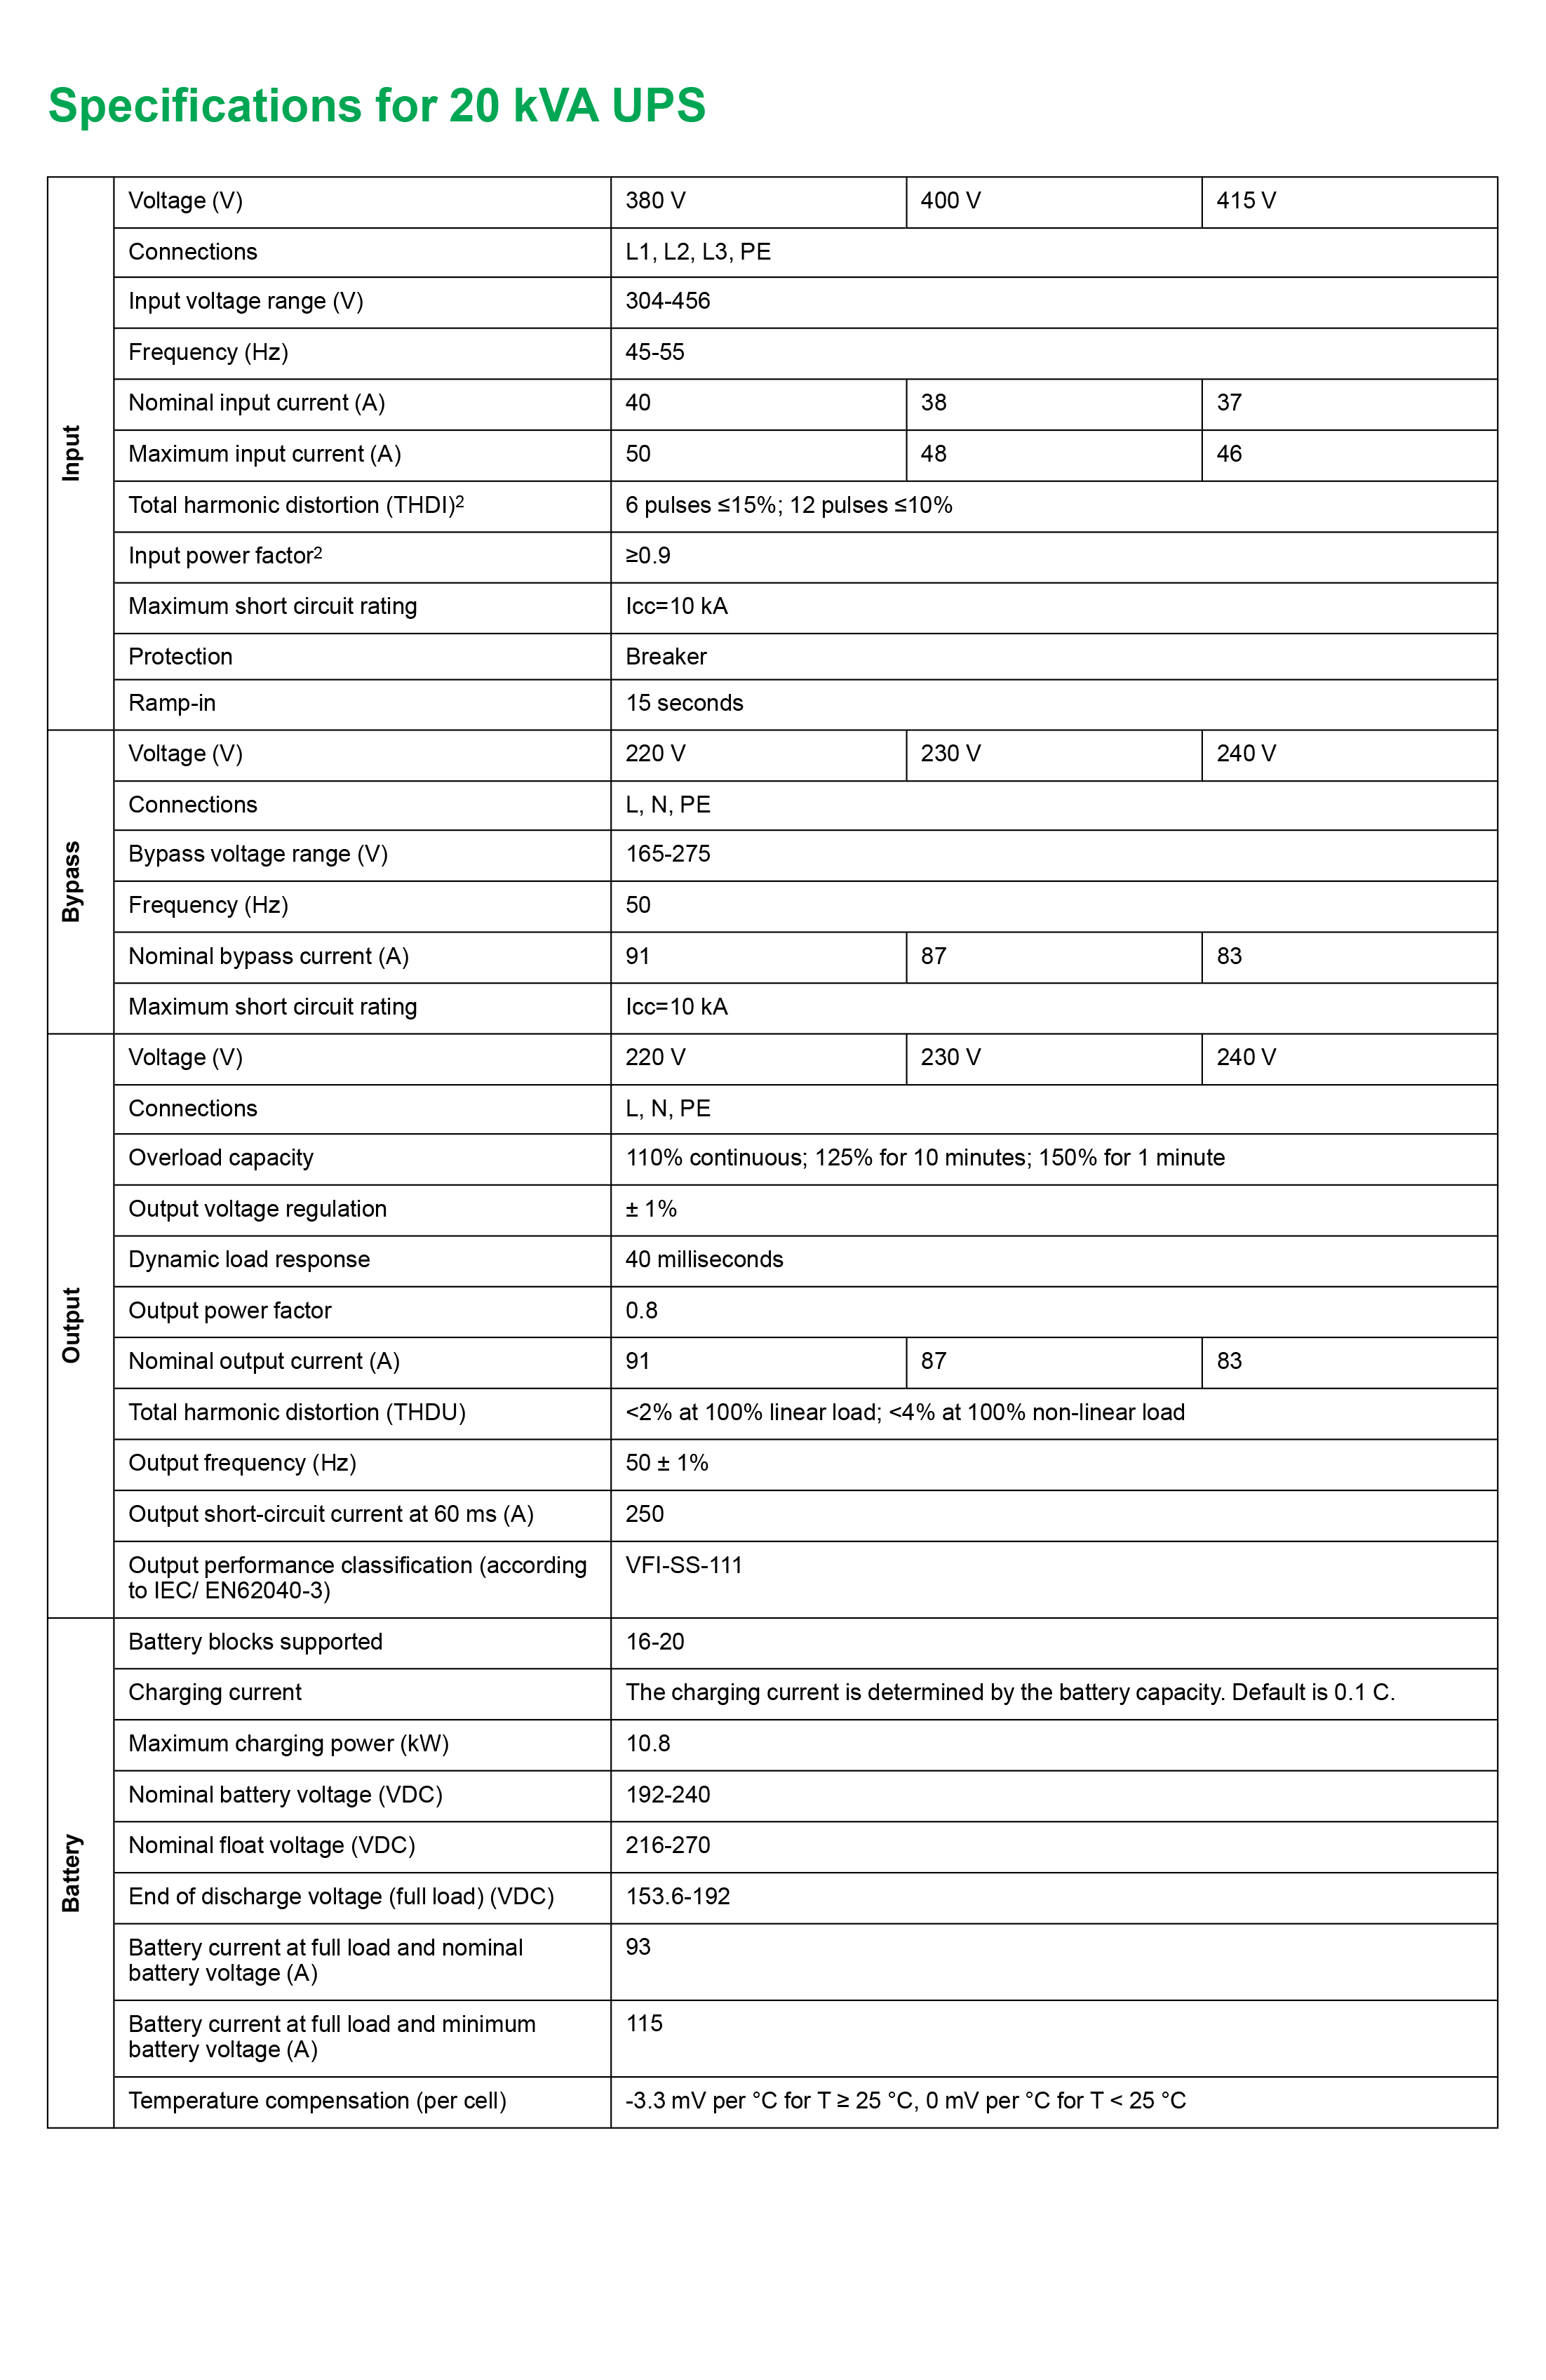 Specifications for 20 kVA UPS
Input
Voltage (V) 380 V 400 V 415 V
Connections L1, L2, L3, PE
Input voltage range (V) 304-456
Frequency (Hz) 45-55
Nominal input current (A) 40 38 37
Maximum input current (A) 50 48 46
Total harmonic distortion (THDI)2 6 pulses ≤15%; 12 pulses ≤10%
Input power factor2 ≥0.9
Maximum short circuit rating Icc=10 kA
Protection Breaker
Ramp-in 15 seconds
Bypass
Voltage (V) 220 V 230 V 240 V
Connections L, N, PE
Bypass voltage range (V) 165-275
Frequency (Hz) 50
Nominal bypass current (A) 91 87 83
Maximum short circuit rating Icc=10 kA
Output
Voltage (V) 220 V 230 V 240 V
Connections L, N, PE
Overload capacity 110% continuous; 125% for 10 minutes; 150% for 1 minute
Output voltage regulation ± 1%
Dynamic load response 40 milliseconds
Output power factor 0.8
Nominal output current (A) 91 87 83
Total harmonic distortion (THDU) <2% at 100% linear load; <4% at 100% non-linear load
Output frequency (Hz) 50 ± 1%
Output short-circuit current at 60 ms (A) 250
Output performance classification (according VFI-SS-111
to IEC/ EN62040-3)
Battery
Battery blocks supported 16-20
Charging current The charging current is determined by the battery capacity. Default is 0.1 C.
Maximum charging power (kW) 10.8
Nominal battery voltage (VDC) 192-240
Nominal float voltage (VDC) 216-270
End of discharge voltage (full load) (VDC) 153.6-192
Battery current at full load and nominal 93
battery voltage (A)
Battery current at full load and minimum 115
battery voltage (A)
Temperature compensation (per cell) -3.3 mV per °C for T ≥ 25 °C, 0 mV per °C for T < 25 °C